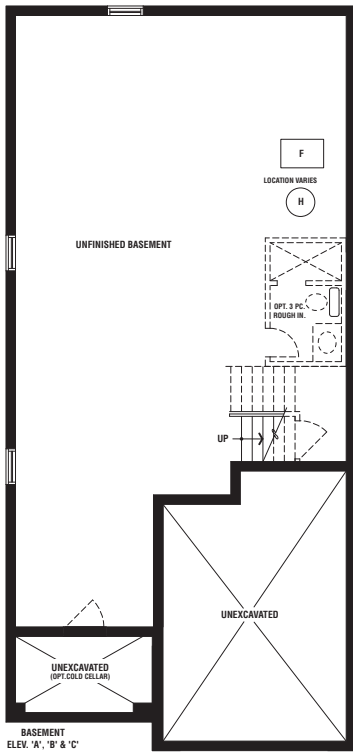 F
LOCATION VARIES
H
UNFINISHED BASEMENT
OPT. 3 PC.
ROUGH IN.
UP
UNEXCAVATED
UNEXCAVATED
(OPT.COLD CELLAR)
BASEMENT
ELEV. 'A', 'B' & 'C'